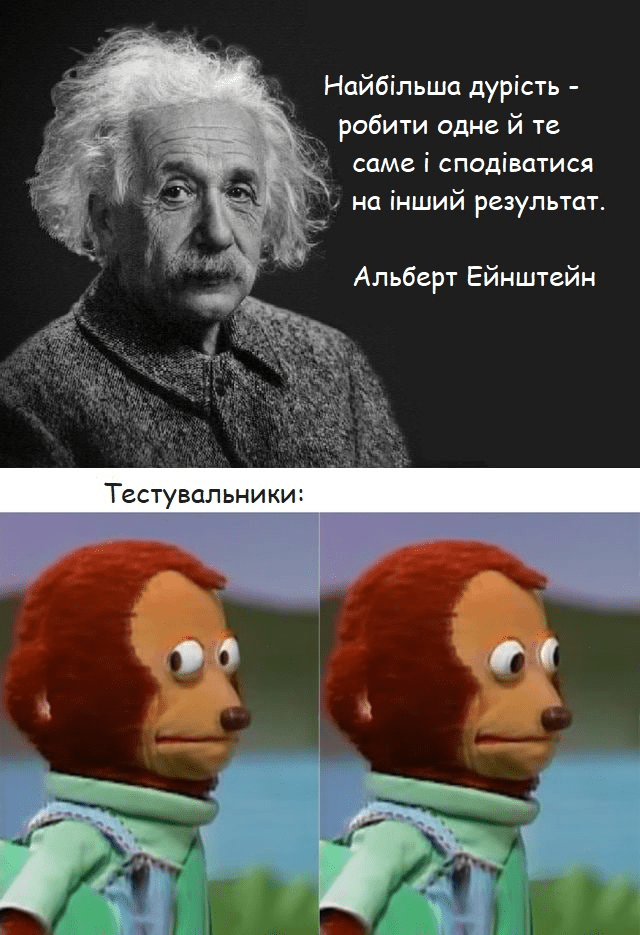 Найбільша дурість -
робити одне й те
саме і сподіватися
на інший результат.
Альберт Ейнштейн
Тестувальники: